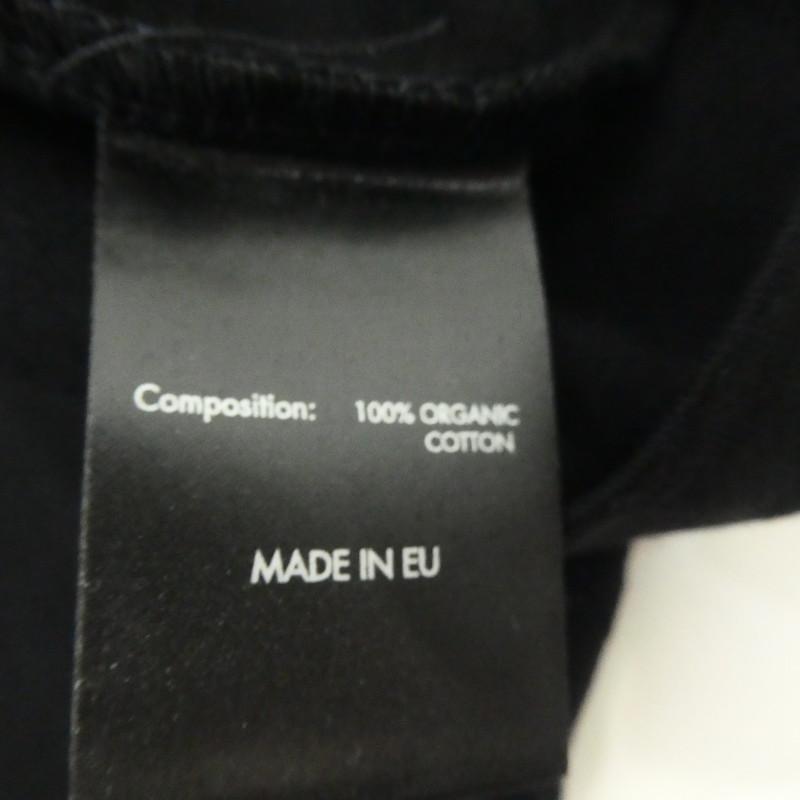 Composition: 100% ORGANIC
COTTON
MADE IN EU